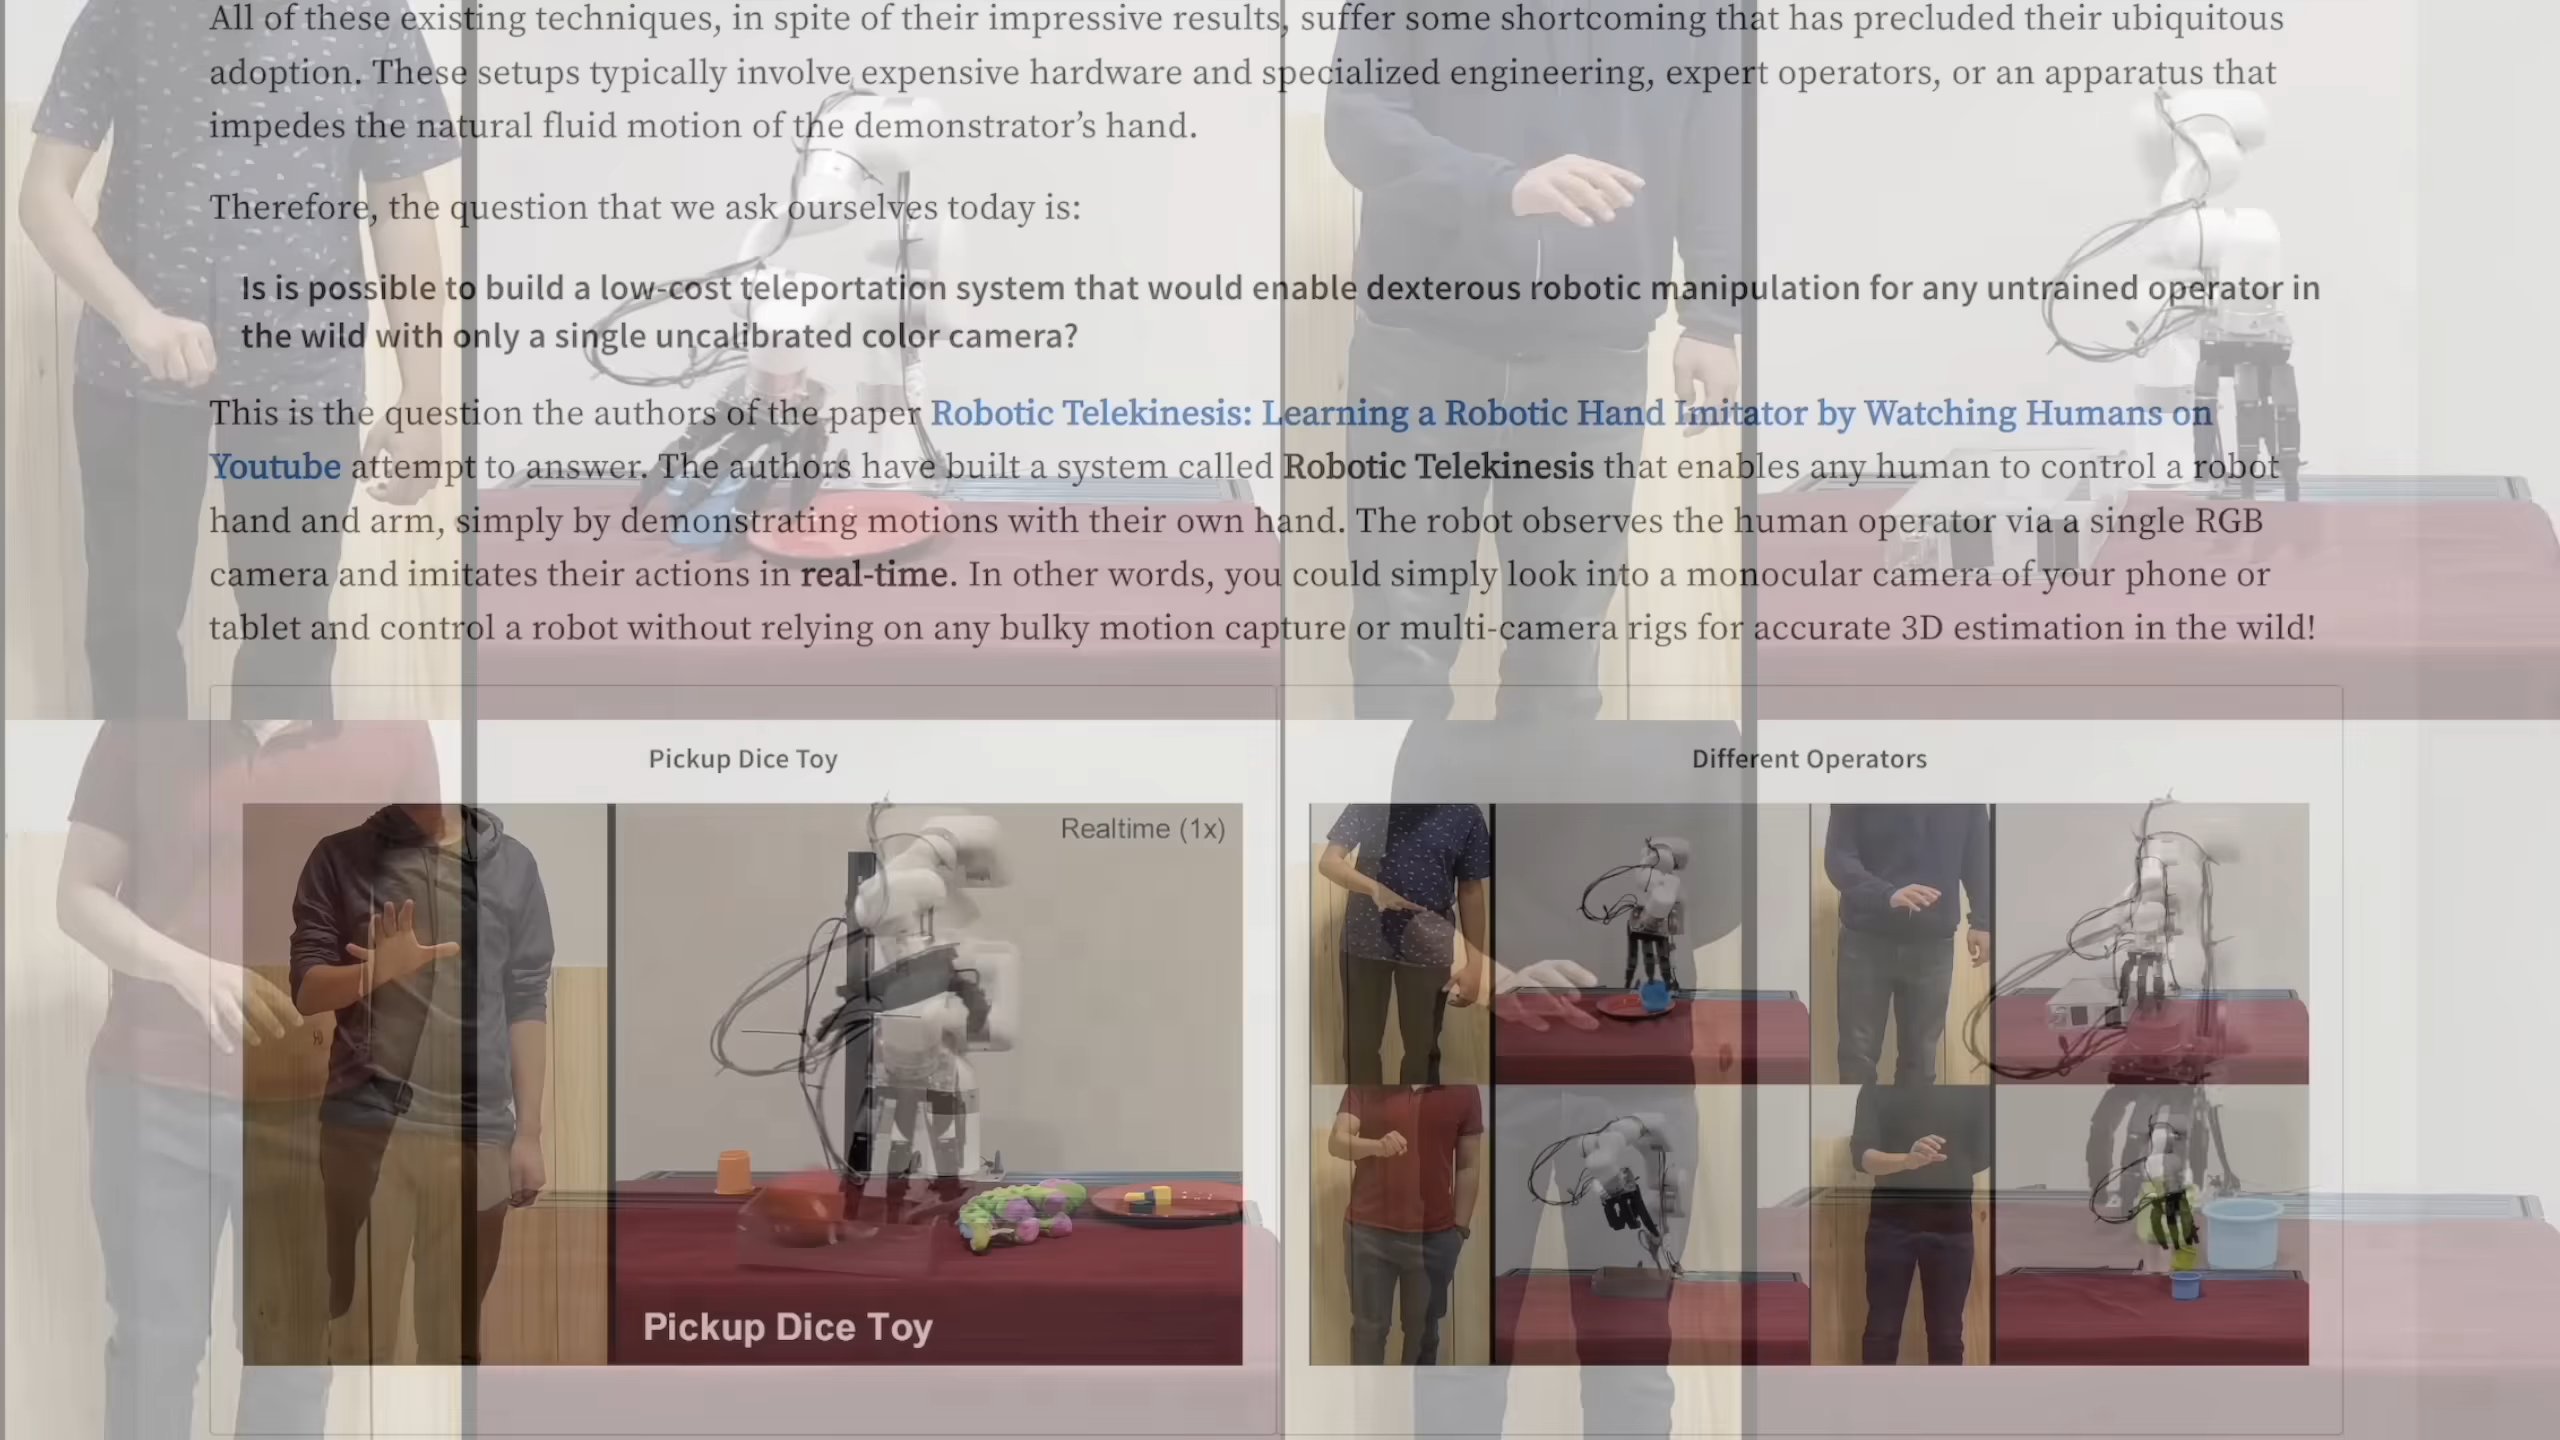 All of these existing techniques, in spite of their impressive results, suffer some shortcoming that has precluded their ubiquitous
adoption. These setups typically involve expensive hardware and specialized engineering, expert operators, or an apparatus that
impedes the natural fluid motion of the demonstrator's hand.
Therefore, the question that we ask ourselves today is:
Is is possible to build a low-cost teleportation system that would enable dexterous robotic manipulation for any untrained operator in
the wild with only a single uncalibrated color camera?
This is the question the authors of the paper Robotic Telekinesis: Learning a Robotic Hand Imitator by Watching Humans on
Youtube attempt to answer. The authors have built a system called Robotic Telekinesis that enables any human to control a robot
hand and arm, simply by demonstrating motions with their own hand. The robot observes the human operator via a single RGB
camera and imitates their actions in real-time. In other words, you could simply look into a monocular camera of your phone or
tablet and control a robot without relying on any bulky motion capture or multi-camera rigs for accurate 3D estimation in the wild!
Pickup Dice Toy
Different Operators
Realtime (1x)
Pickup Dice Toy